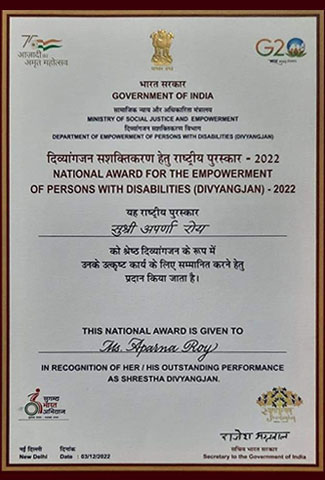 75
आज़ादी का
अमृत महोत्सव
G20
भारत सरकार
GOVERNMENT OF INDIA
सामाजिक न्याय और अधिकारिता मंत्रालय
MINISTRY OF SOCIAL JUSTICE AND EMPOWERMENT
दिव्यांगजन सशक्तिकरण विभाग
DEPARTMENT OF EMPOWERMENT OF PERSONS WITH DISABILITIES (DIVYANGJAN)
दिव्यांगजन सशक्तिकरण हेतु राष्ट्रीय पुरस्कार - 2022
NATIONAL AWARD FOR THE EMPOWERMENT
OF PERSONS WITH DISABILITIES (DIVYANGJAN) - 2022
यह राष्ट्रीय पुरस्कार
सुश्री अपर्णा रोय
को श्रेष्ठ दिव्यांगजन के रूप में
उनके उत्कृष्ट कार्य के लिए सम्मानित करने हेतु
प्रदान किया जाता है।
THIS NATIONAL AWARD IS GIVEN TO
Ms. Aparna Roy
IN RECOGNITION OF HER / HIS OUTSTANDING PERFORMANCE
AS SHRESTHA DIVYANGJAN.
सुगम्य
भारत
अभियान
नई दिल्ली
दिनांक
New Delhi
Date : 03/12/2022
सचिव भारत सरकार
Secretary to the Government of India